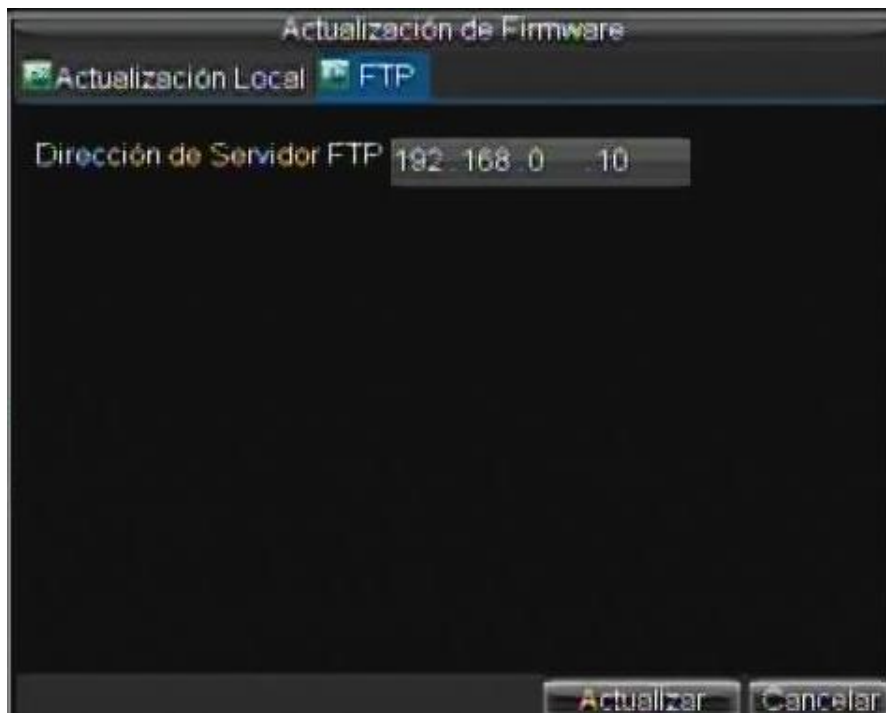 Actualización de Firmware
Actualización Local FTP
Dirección de Servidor FTP 192.168.0.10
Actualizar Cancelar